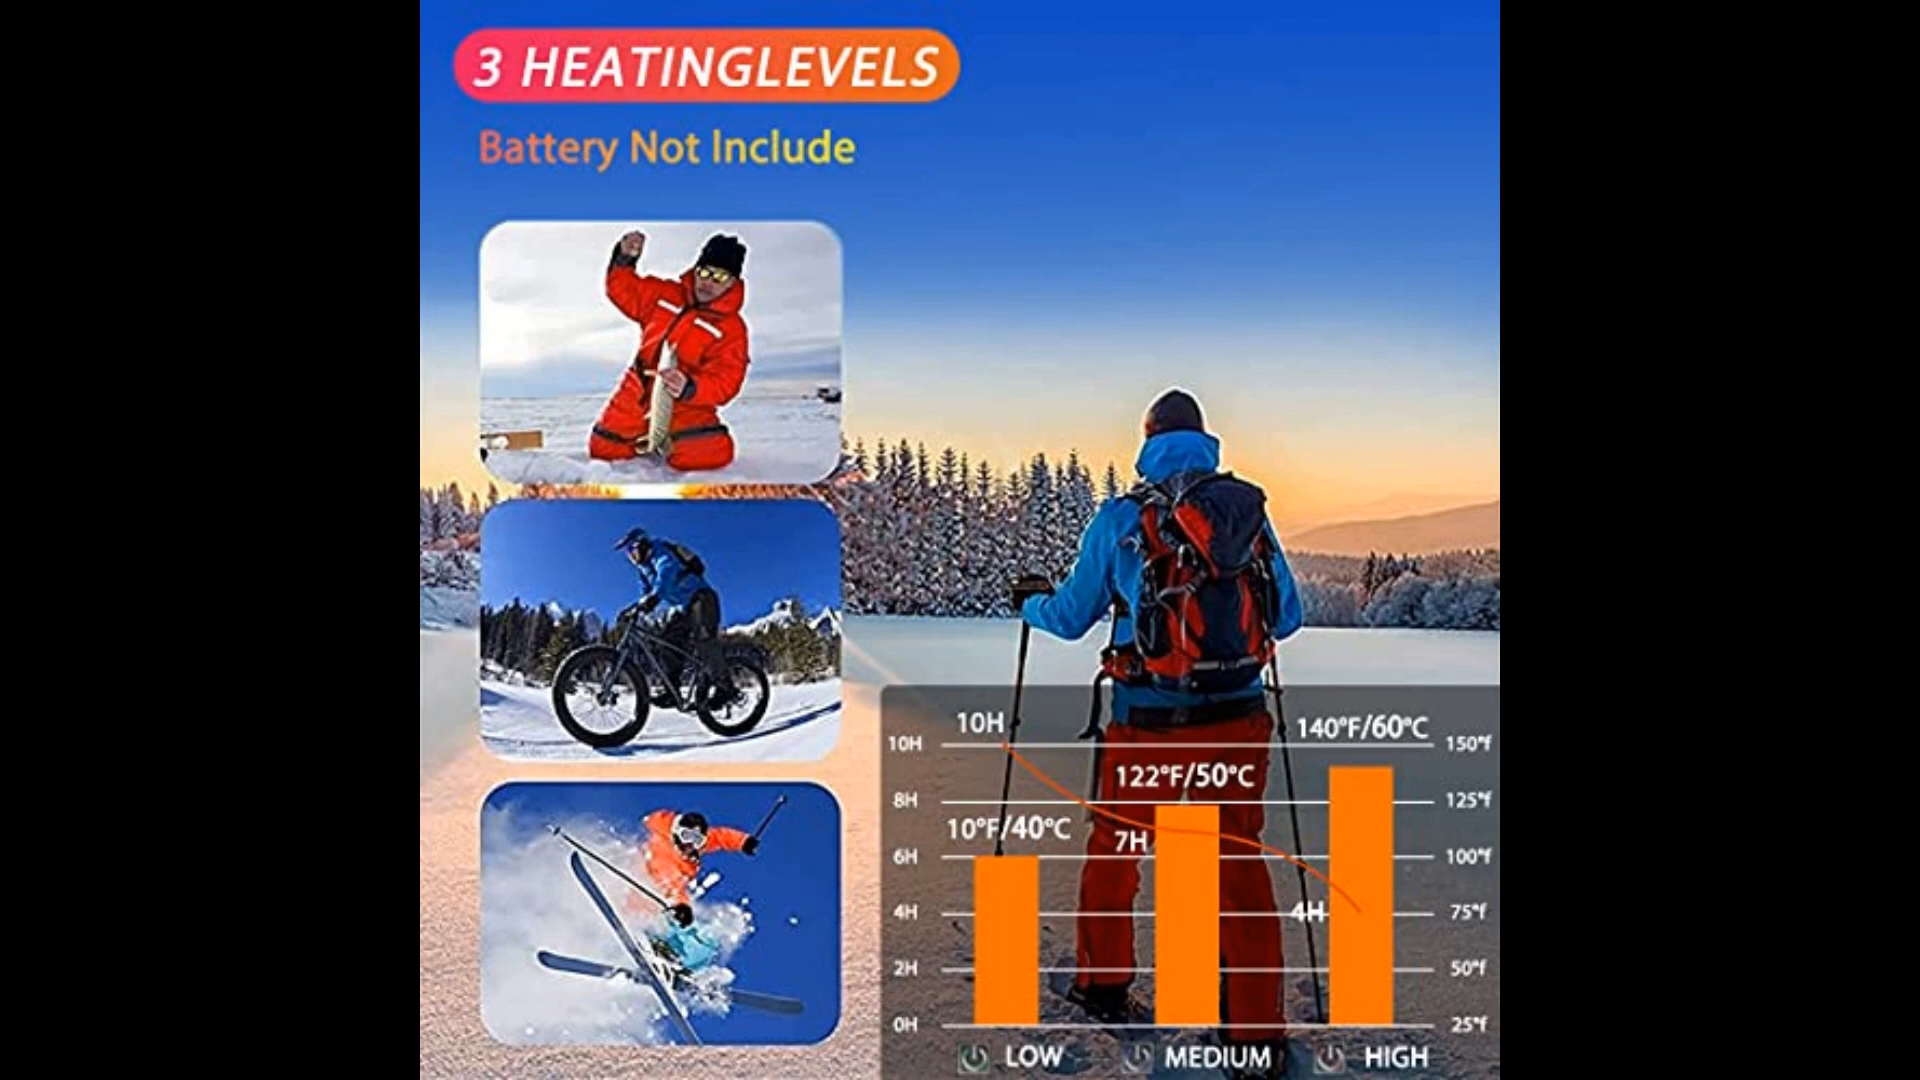 3 HEATINGLEVELS
Battery Not Include
10H
140°F/60°C
10H
150°f
122°F/50°C
8H
125°f
10°F/40°C
7H
6H
100°f
4H
4H
75°f
2H
50°f
0H
25°f
LOW
MEDIUM
HIGH